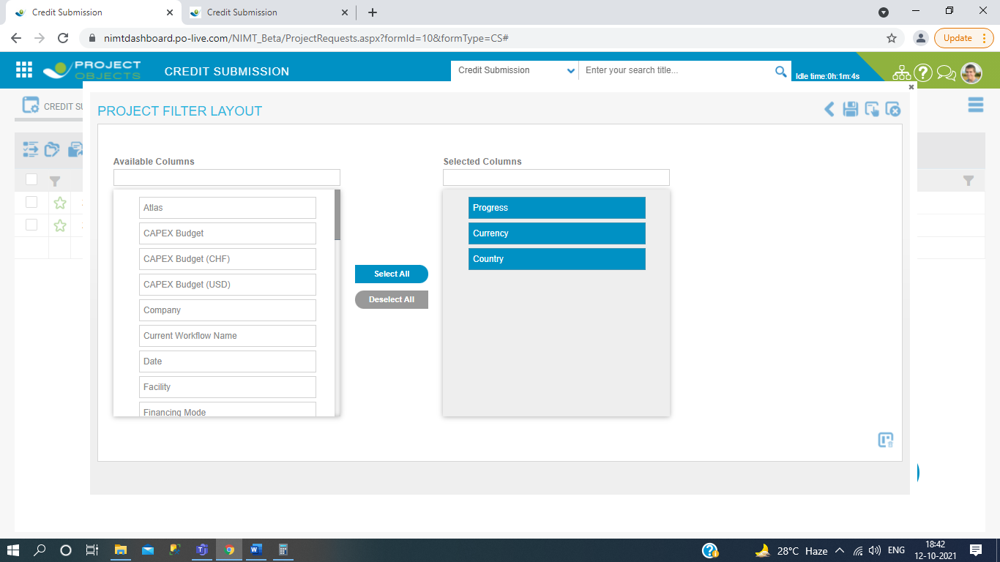 Credit Submission
Credit Submission
nimtdashboard.po-live.com/NIMT_Beta/ProjectRequests.aspx?formId=10&formType=CS#
Update
PROJECT
OBJECTS
CREDIT SUBMISSION
Credit Submission
Enter your search title...
Idle time:0h:1m:4s
CREDIT SU
PROJECT FILTER LAYOUT
Available Columns
Selected Columns
Atlas
CAPEX Budget
CAPEX Budget (CHF)
CAPEX Budget (USD)
Company
Current Workflow Name
Date
Facility
Financing Mode
Select All
Deselect All
Progress
Currency
Country
28°C Haze
ENG
18:42
12-10-2021